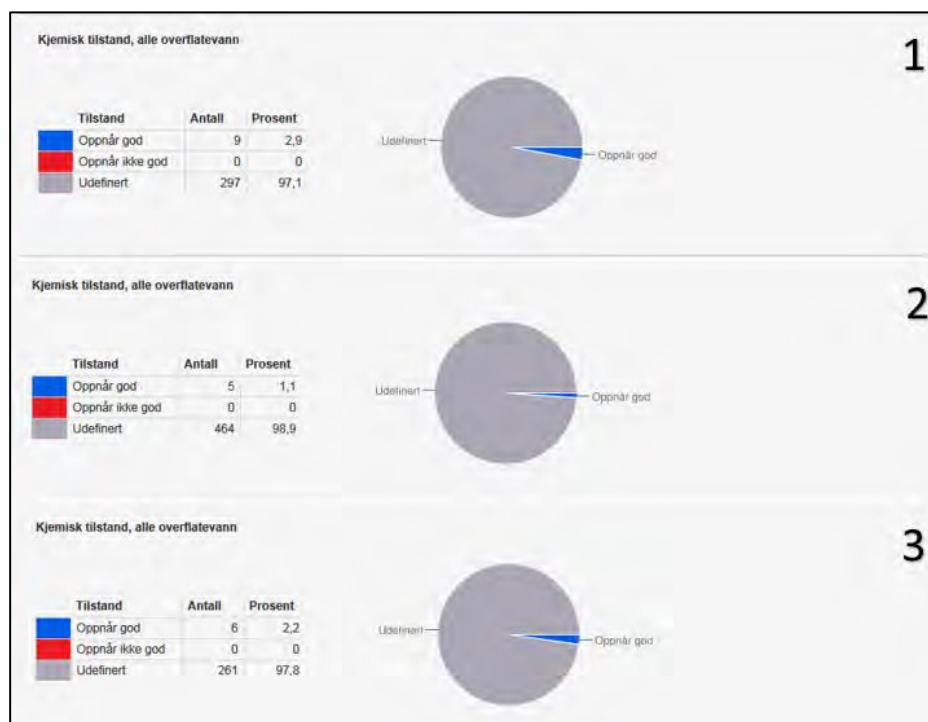 Kjemisk tilstand, alle overflatevann
1
Tilstand Antall Prosent
Oppnår god 9 2,9
Oppnår ikke god 0 0
Udefinert 297 97,1
Udefinert
Oppnår god
Kjemisk tilstand, alle overflatevann
2
Tilstand Antall Prosent
Oppnår god 5 1,1
Oppnår ikke god 0 0
Udefinert 464 98,9
Udefinert
Oppnår god
Kjemisk tilstand, alle overflatevann
3
Tilstand Antall Prosent
Oppnår god 6 2,2
Oppnår ikke god 0 0
Udefinert 261 97,8
Udefinert
Oppnår god